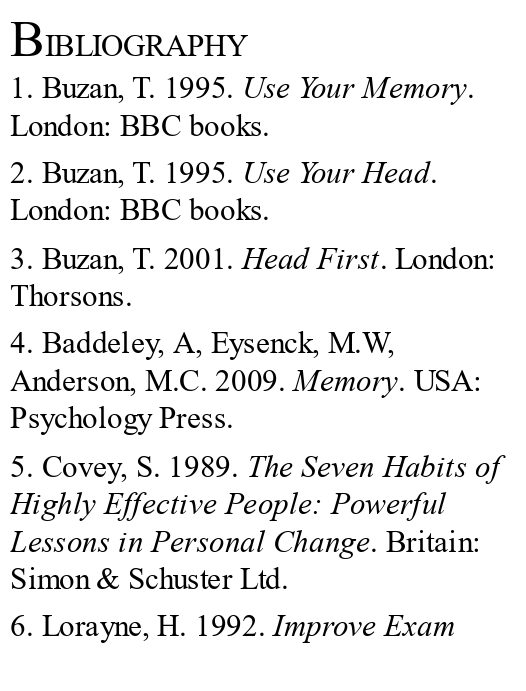 BIBLIOGRAPHY
1. Buzan, T. 1995. Use Your Memory.
London: BBC books.
2. Buzan, T. 1995. Use Your Head.
London: BBC books.
3. Buzan, T. 2001. Head First. London:
Thorsons.
4. Baddeley, A, Eysenck, M.W,
Anderson, M.C. 2009. Memory. USA:
Psychology Press.
5. Covey, S. 1989. The Seven Habits of
Highly Effective People: Powerful
Lessons in Personal Change. Britain:
Simon & Schuster Ltd.
6. Lorayne, H. 1992. Improve Exam